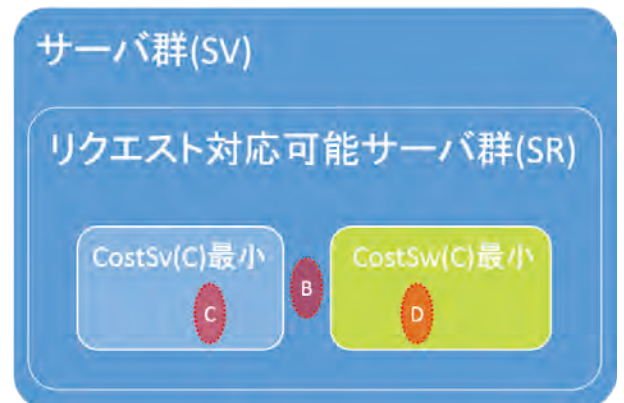 サーバ群(SV)
リクエスト対応可能サーバ群(SR)
CostSv(C)最小
CostSw(C)最小
B
C
D